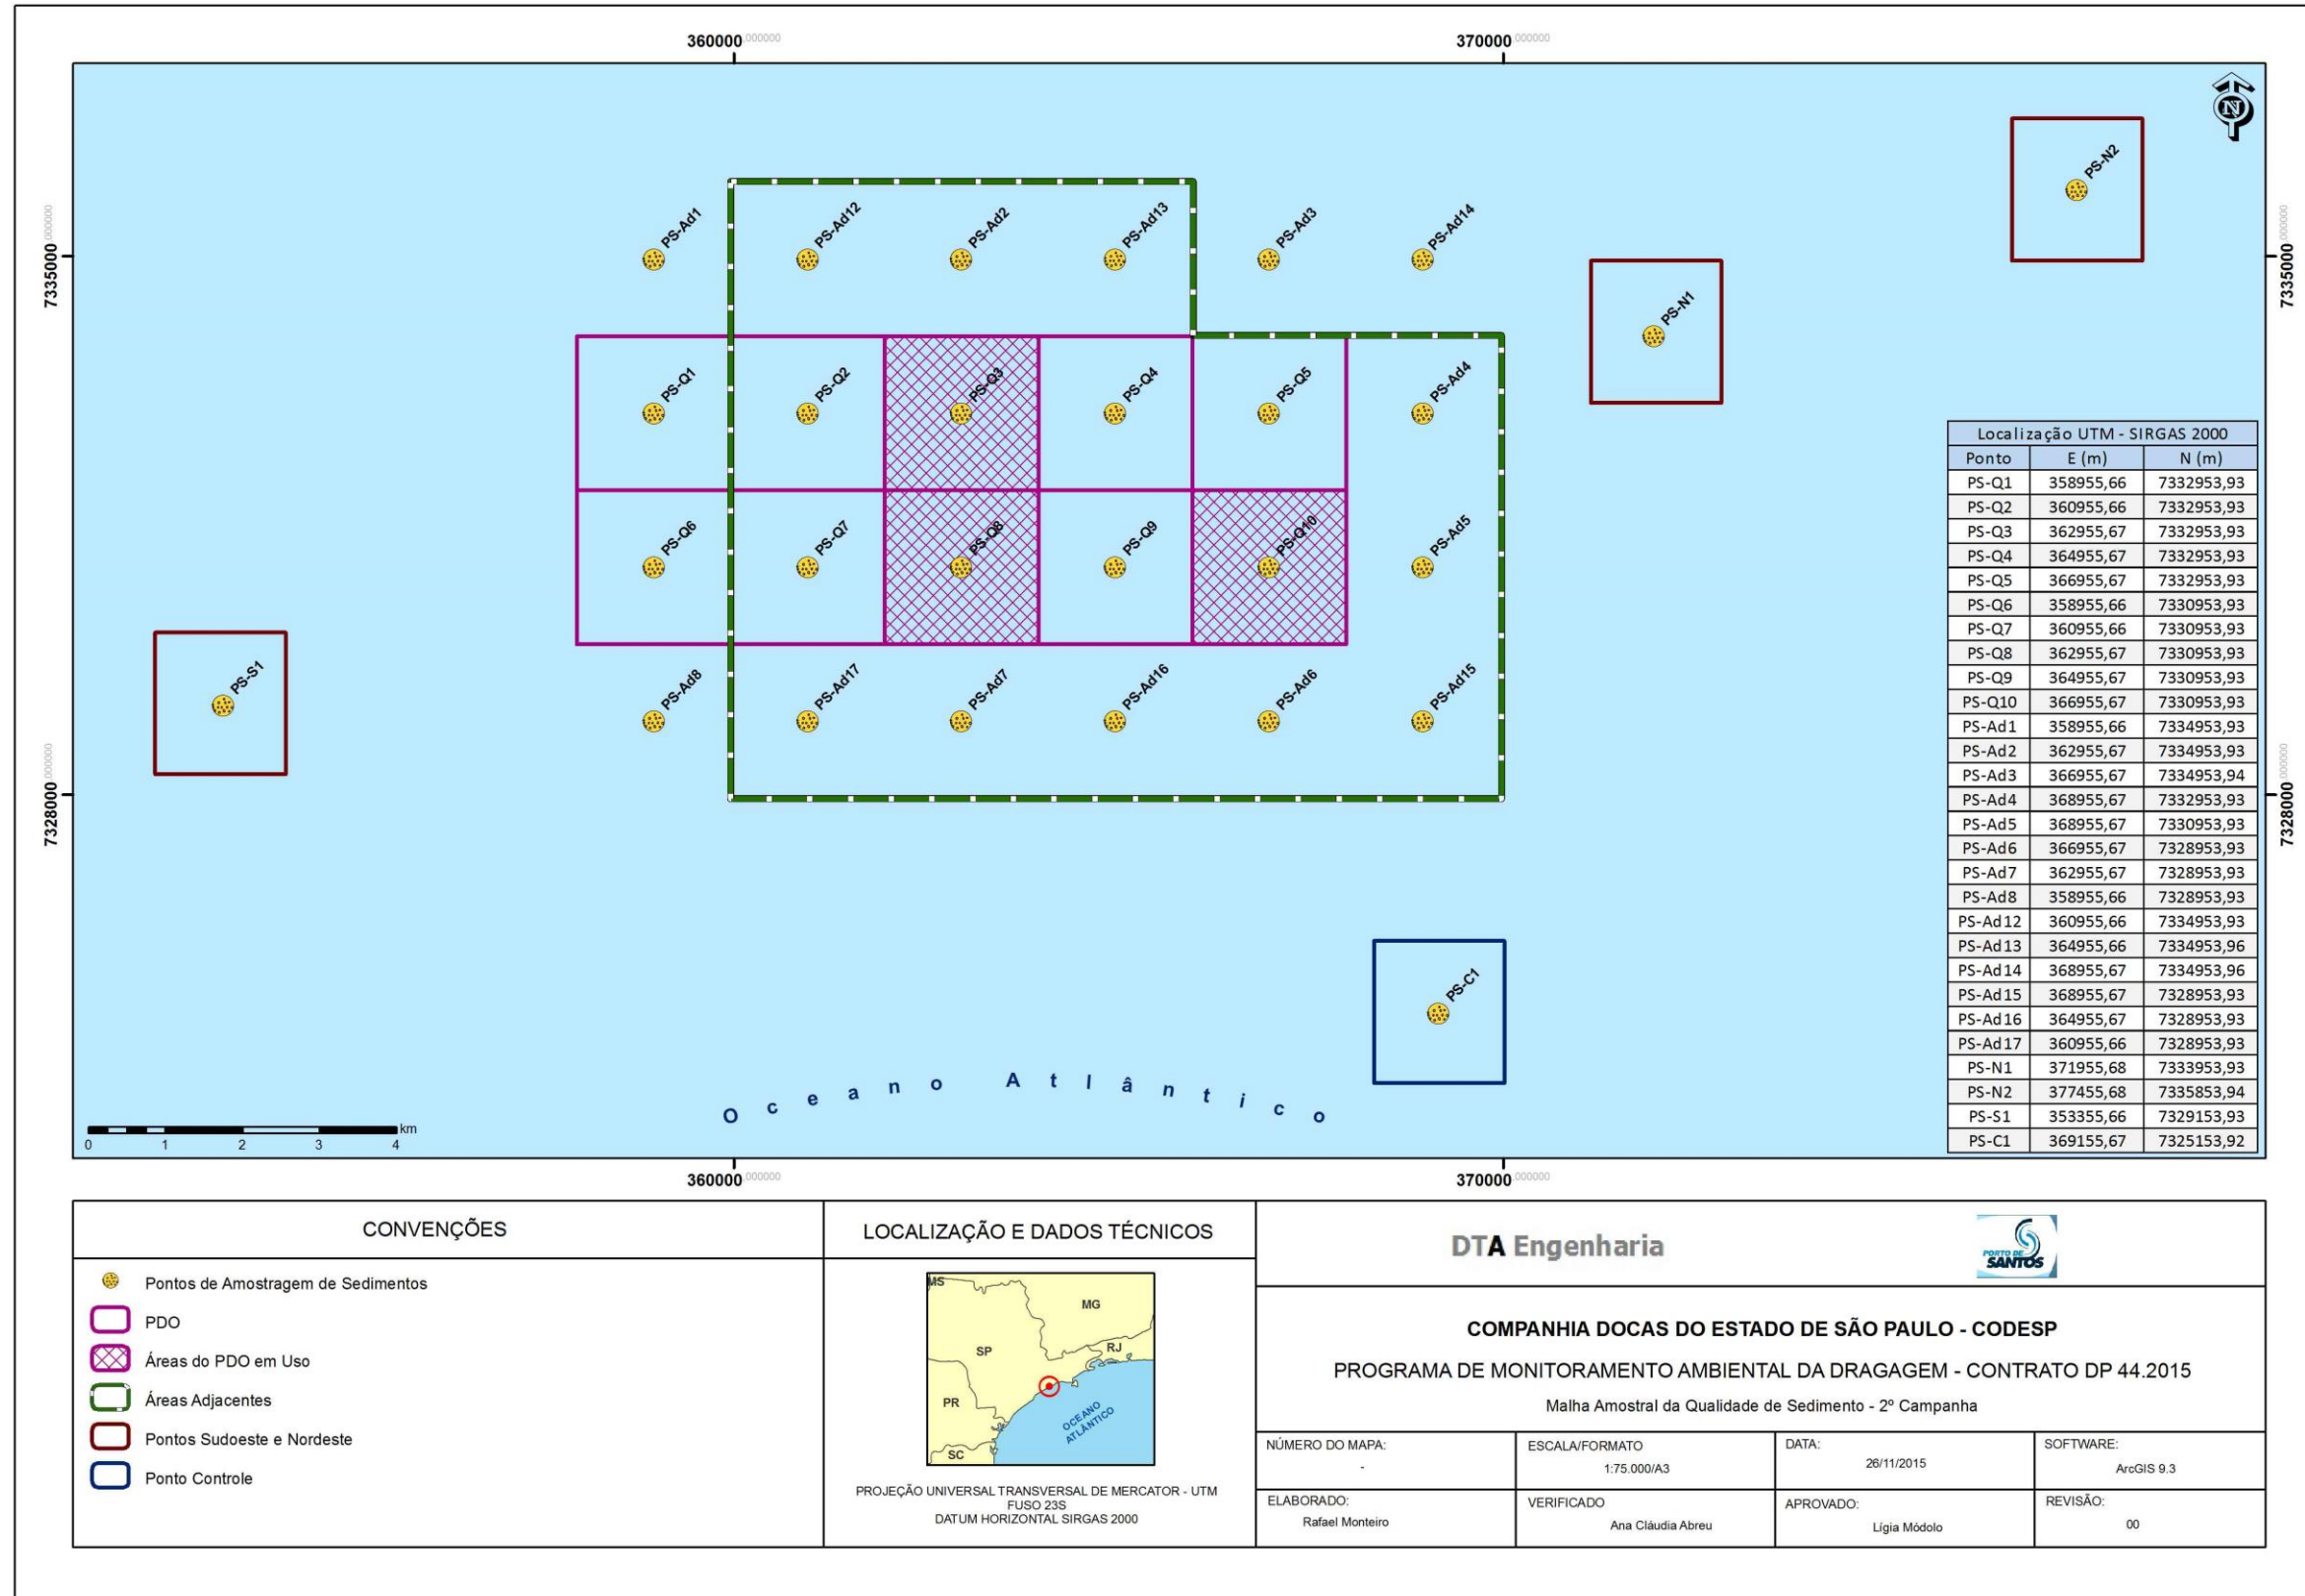 360000,000000
370000,000000
7335000,000000
7335000,000000
7328000,000000
7328000,000000
N
PS-N2
PS-Ad1
PS-Ad12
PS-Ad2
PS-Ad13
PS-Ad3
PS-Ad14
PS-N1
PS-Q1
PS-Q2
PS-Q3
PS-Q4
PS-Q5
PS-Ad4
PS-Q6
PS-Q7
PS-Q8
PS-Q9
PS-Q10
PS-Ad5
PS-S1
PS-Ad8
PS-Ad17
PS-Ad7
PS-Ad16
PS-Ad6
PS-Ad15
PS-C1
Oceano Atlântico
0 1 2 3 4 km
360000,000000
370000,000000
Localização UTM - SIRGAS 2000
Ponto E (m) N (m)
PS-Q1 358955,66 7332953,93
PS-Q2 360955,66 7332953,93
PS-Q3 362955,67 7332953,93
PS-Q4 364955,67 7332953,93
PS-Q5 366955,67 7332953,93
PS-Q6 358955,66 7330953,93
PS-Q7 360955,66 7330953,93
PS-Q8 362955,67 7330953,93
PS-Q9 364955,67 7330953,93
PS-Q10 366955,67 7330953,93
PS-Ad1 358955,66 7334953,93
PS-Ad2 362955,67 7334953,93
PS-Ad3 366955,67 7334953,94
PS-Ad4 368955,67 7332953,93
PS-Ad5 368955,67 7330953,93
PS-Ad6 366955,67 7328953,93
PS-Ad7 362955,67 7328953,93
PS-Ad8 358955,66 7328953,93
PS-Ad12 360955,66 7334953,93
PS-Ad13 364955,66 7334953,96
PS-Ad14 368955,67 7334953,96
PS-Ad15 368955,67 7328953,93
PS-Ad16 364955,67 7328953,93
PS-Ad17 360955,66 7328953,93
PS-N1 371955,68 7333953,93
PS-N2 377455,68 7335853,94
PS-S1 353355,66 7329153,93
PS-C1 369155,67 7325153,92
CONVENÇÕES
Pontos de Amostragem de Sedimentos
PDO
Áreas do PDO em Uso
Áreas Adjacentes
Pontos Sudoeste e Nordeste
Ponto Controle
LOCALIZAÇÃO E DADOS TÉCNICOS
MS
MG
SP
RJ
PR
SC
OCEANO
ATLÂNTICO
PROJEÇÃO UNIVERSAL TRANSVERSAL DE MERCATOR - UTM
FUSO 23S
DATUM HORIZONTAL SIRGAS 2000
DTA Engenharia
PORTO DE
SANTOS
COMPANHIA DOCAS DO ESTADO DE SÃO PAULO - CODESP
PROGRAMA DE MONITORAMENTO AMBIENTAL DA DRAGAGEM - CONTRATO DP 44.2015
Malha Amostral da Qualidade de Sedimento - 2º Campanha
NÚMERO DO MAPA:
-
ESCALA/FORMATO
1:75.000/A3
DATA:
26/11/2015
SOFTWARE:
ArcGIS 9.3
ELABORADO:
Rafael Monteiro
VERIFICADO
Ana Cláudia Abreu
APROVADO:
Lígia Módolo
REVISÃO:
00